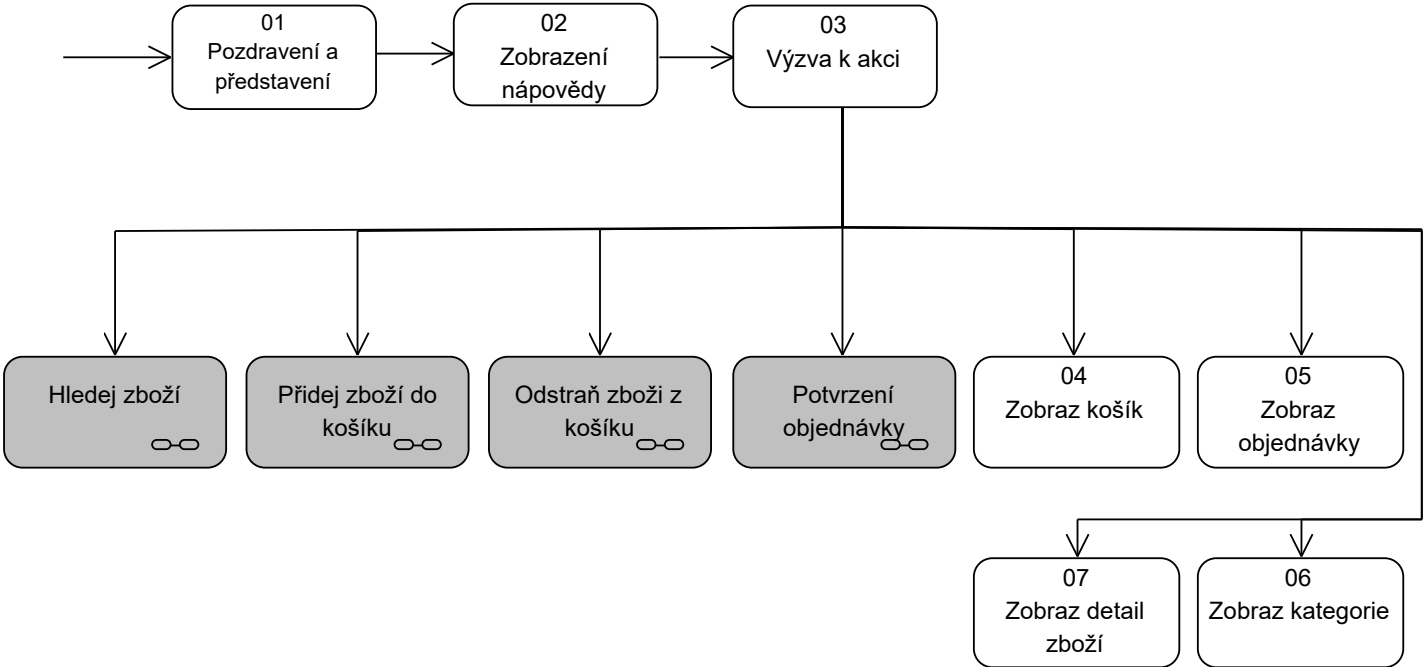 01
Pozdravení a
představení
02
Zobrazení
nápovědy
03
Výzva k akci
Hledej zboží
Přidej zboží do
košíku
Odstraň zboži z
košíku
Potvrzení
objednávky
04
Zobraz košík
05
Zobraz
objednávky
07
Zobraz detail
zboží
06
Zobraz kategorie